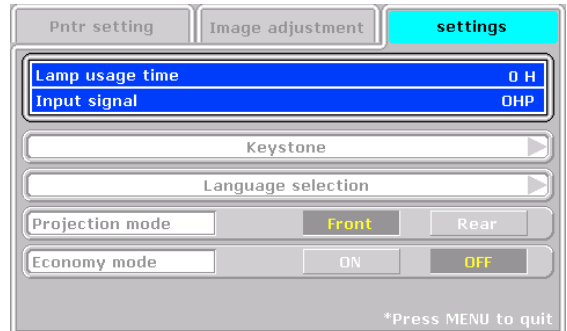 Pntr setting Image adjustment settings
Lamp usage time 0 H
Input signal OHP
Keystone
Language selection
Projection mode Front Rear
Economy mode ON OFF
*Press MENU to quit